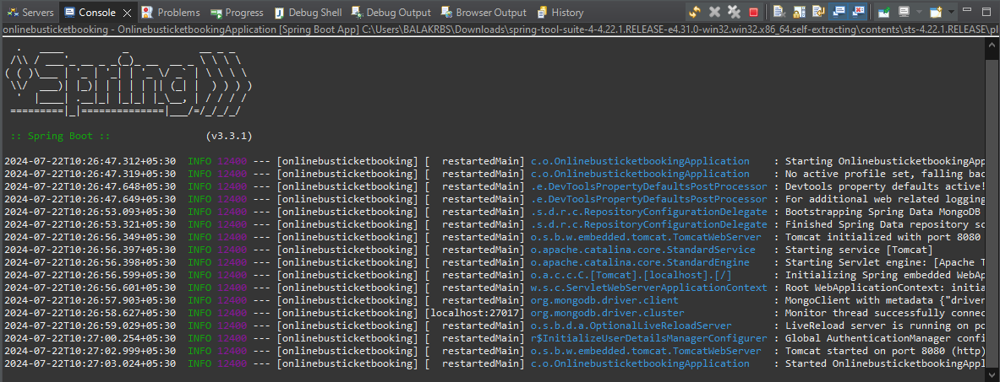 Servers Console Problems Progress Debug Shell Debug Output Browser Output History
onlinebusticketbooking - OnlinebusticketbookingApplication [Spring Boot App] C:\Users\BALAKRBS\Downloads\spring-tool-suite-4-4.22.1.RELEASE-e4.31.0-win32.win32.x86_64.self-extracting\contents\sts-4.22.1.RELEASE\pl
  .   ____          _            __ _ _
 /\\ / ___'_ __ _ _(_)_ __  __ _ \ \ \ \
( ( )\___ | '_ | '_| | '_ \/ _` | \ \ \ \
 \\/  ___)| |_)| | | | | || (_| |  ) ) ) )
  '  |____| .__|_| |_|_| |_\__, | / / / /
 =========|_|==============|___/=/_/_/_/
 :: Spring Boot ::                (v3.3.1)
2024-07-22T10:26:47.312+05:30  INFO 12400 --- [onlinebusticketbooking] [  restartedMain] c.o.OnlinebusticketbookingApplication    : Starting OnlinebusticketbookingApp
2024-07-22T10:26:47.319+05:30  INFO 12400 --- [onlinebusticketbooking] [  restartedMain] c.o.OnlinebusticketbookingApplication    : No active profile set, falling bac
2024-07-22T10:26:47.648+05:30  INFO 12400 --- [onlinebusticketbooking] [  restartedMain] .e.DevToolsPropertyDefaultsPostProcessor : Devtools property defaults active!
2024-07-22T10:26:47.649+05:30  INFO 12400 --- [onlinebusticketbooking] [  restartedMain] .e.DevToolsPropertyDefaultsPostProcessor : For additional web related logging
2024-07-22T10:26:53.093+05:30  INFO 12400 --- [onlinebusticketbooking] [  restartedMain] .s.d.r.c.RepositoryConfigurationDelegate : Bootstrapping Spring Data MongoDB
2024-07-22T10:26:53.321+05:30  INFO 12400 --- [onlinebusticketbooking] [  restartedMain] .s.d.r.c.RepositoryConfigurationDelegate : Finished Spring Data repository sc
2024-07-22T10:26:56.349+05:30  INFO 12400 --- [onlinebusticketbooking] [  restartedMain] o.s.b.w.embedded.tomcat.TomcatWebServer  : Tomcat initialized with port 8080
2024-07-22T10:26:56.397+05:30  INFO 12400 --- [onlinebusticketbooking] [  restartedMain] o.apache.catalina.core.StandardService   : Starting service [Tomcat]
2024-07-22T10:26:56.398+05:30  INFO 12400 --- [onlinebusticketbooking] [  restartedMain] o.apache.catalina.core.StandardEngine    : Starting Servlet engine: [Apache T
2024-07-22T10:26:56.599+05:30  INFO 12400 --- [onlinebusticketbooking] [  restartedMain] o.a.c.c.C.[Tomcat].[localhost].[/]       : Initializing Spring embedded WebAp
2024-07-22T10:26:56.601+05:30  INFO 12400 --- [onlinebusticketbooking] [  restartedMain] w.s.c.ServletWebServerApplicationContext : Root WebApplicationContext: initia
2024-07-22T10:26:57.903+05:30  INFO 12400 --- [onlinebusticketbooking] [  restartedMain] org.mongodb.driver.client                : MongoClient with metadata {"driver
2024-07-22T10:26:58.627+05:30  INFO 12400 --- [onlinebusticketbooking] [localhost:27017] org.mongodb.driver.cluster               : Monitor thread successfully connec
2024-07-22T10:26:59.029+05:30  INFO 12400 --- [onlinebusticketbooking] [  restartedMain] o.s.b.d.a.OptionalLiveReloadServer       : LiveReload server is running on po
2024-07-22T10:27:00.254+05:30  INFO 12400 --- [onlinebusticketbooking] [  restartedMain] r$InitializeUserDetailsManagerConfigurer : Global AuthenticationManager confi
2024-07-22T10:27:02.999+05:30  INFO 12400 --- [onlinebusticketbooking] [  restartedMain] o.s.b.w.embedded.tomcat.TomcatWebServer  : Tomcat started on port 8080 (http)
2024-07-22T10:27:03.024+05:30  INFO 12400 --- [onlinebusticketbooking] [  restartedMain] c.o.OnlinebusticketbookingApplication    : Started OnlinebusticketbookingAppl